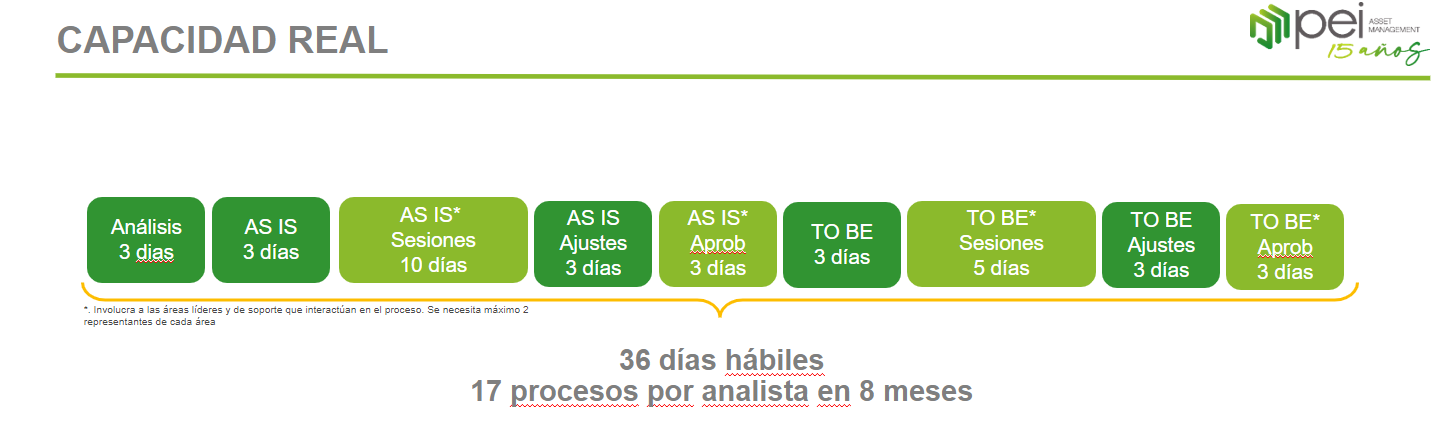 CAPACIDAD REAL
pei
ASSET
MANAGEMENT
15 años
Análisis
3 dias
AS IS
3 días
AS IS*
Sesiones
10 días
AS IS
Ajustes
3 días
AS IS*
Aprob
3 días
TO BE
3 días
TO BE*
Sesiones
5 días
TO BE
Ajustes
3 días
TO BE*
Aprob
3 días
*. Involucra a las áreas líderes y de soporte que interactúan en el proceso. Se necesita máximo 2
representantes de cada área
36 días hábiles
17 procesos por analista en 8 meses